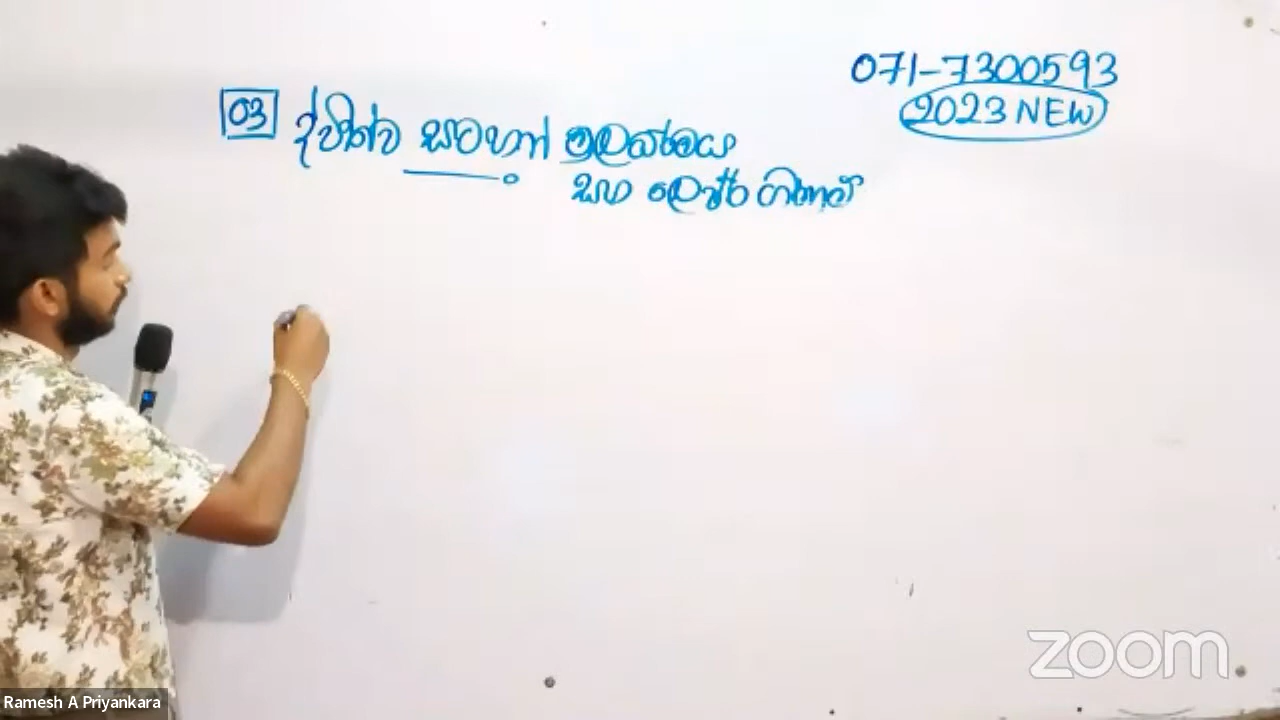 071-7300593
2023 NEW
03 ද්විත්ව සටහන් මූලධර්මය
සහ ලෙජර ගිණුම්
zoom
Ramesh A Priyankara